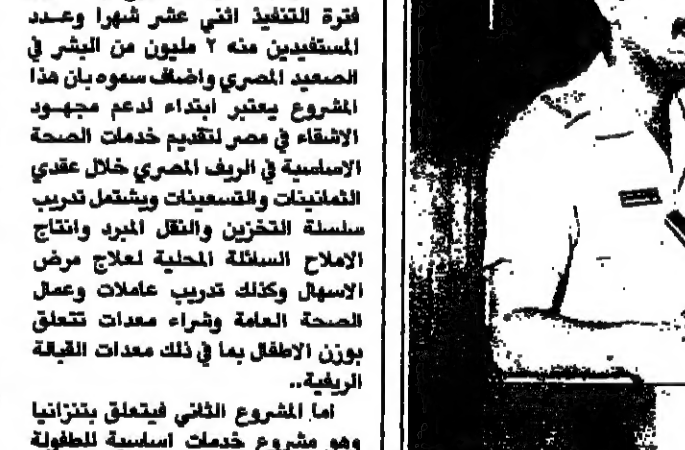 فترة التنفيذ اثني عشر شهرا وعدد
المستفيدين منه ٢ مليون من البشر في
الصعيد المصري واضاف سموه بان هذا
المشروع يعتبر ابتداء لدعم مجهود
الاشقاء في مصر لتقديم خدمات الصحة
الاساسية في الريف المصري خلال عقدي
الثمانينات والتسعينات ويشتمل تدريب
سلسلة التخزين والنقل المبرد وانتاج
الاملاح السائلة المحلية لعلاج مرض
الاسهال وكذلك تدريب عاملات وعمال
الصحة العامة وشراء معدات تتعلق
بوزن الاطفال بما في ذلك معدات القبالة
الريفية..
اما المشروع الثاني فيتعلق بتنزانيا
وهو مشروع خدمات اساسية للطفولة